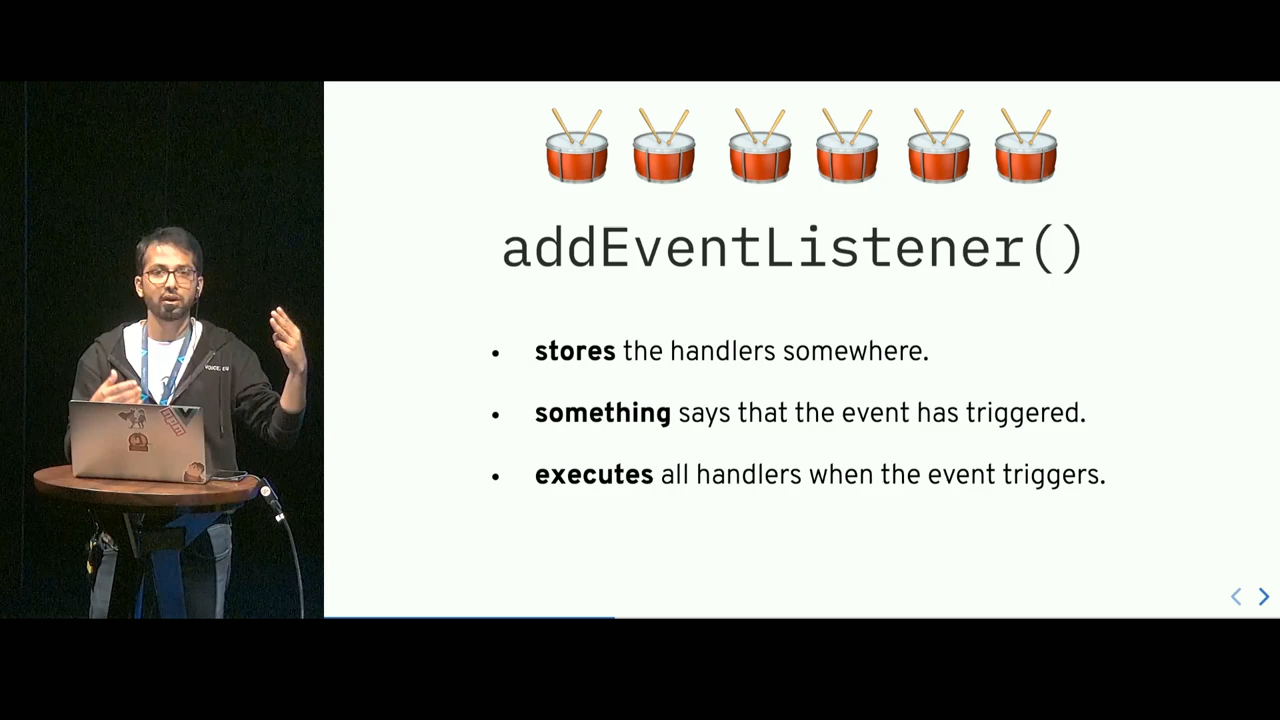 addEventListener()
• stores the handlers somewhere.
• something says that the event has triggered.
• executes all handlers when the event triggers.
npm